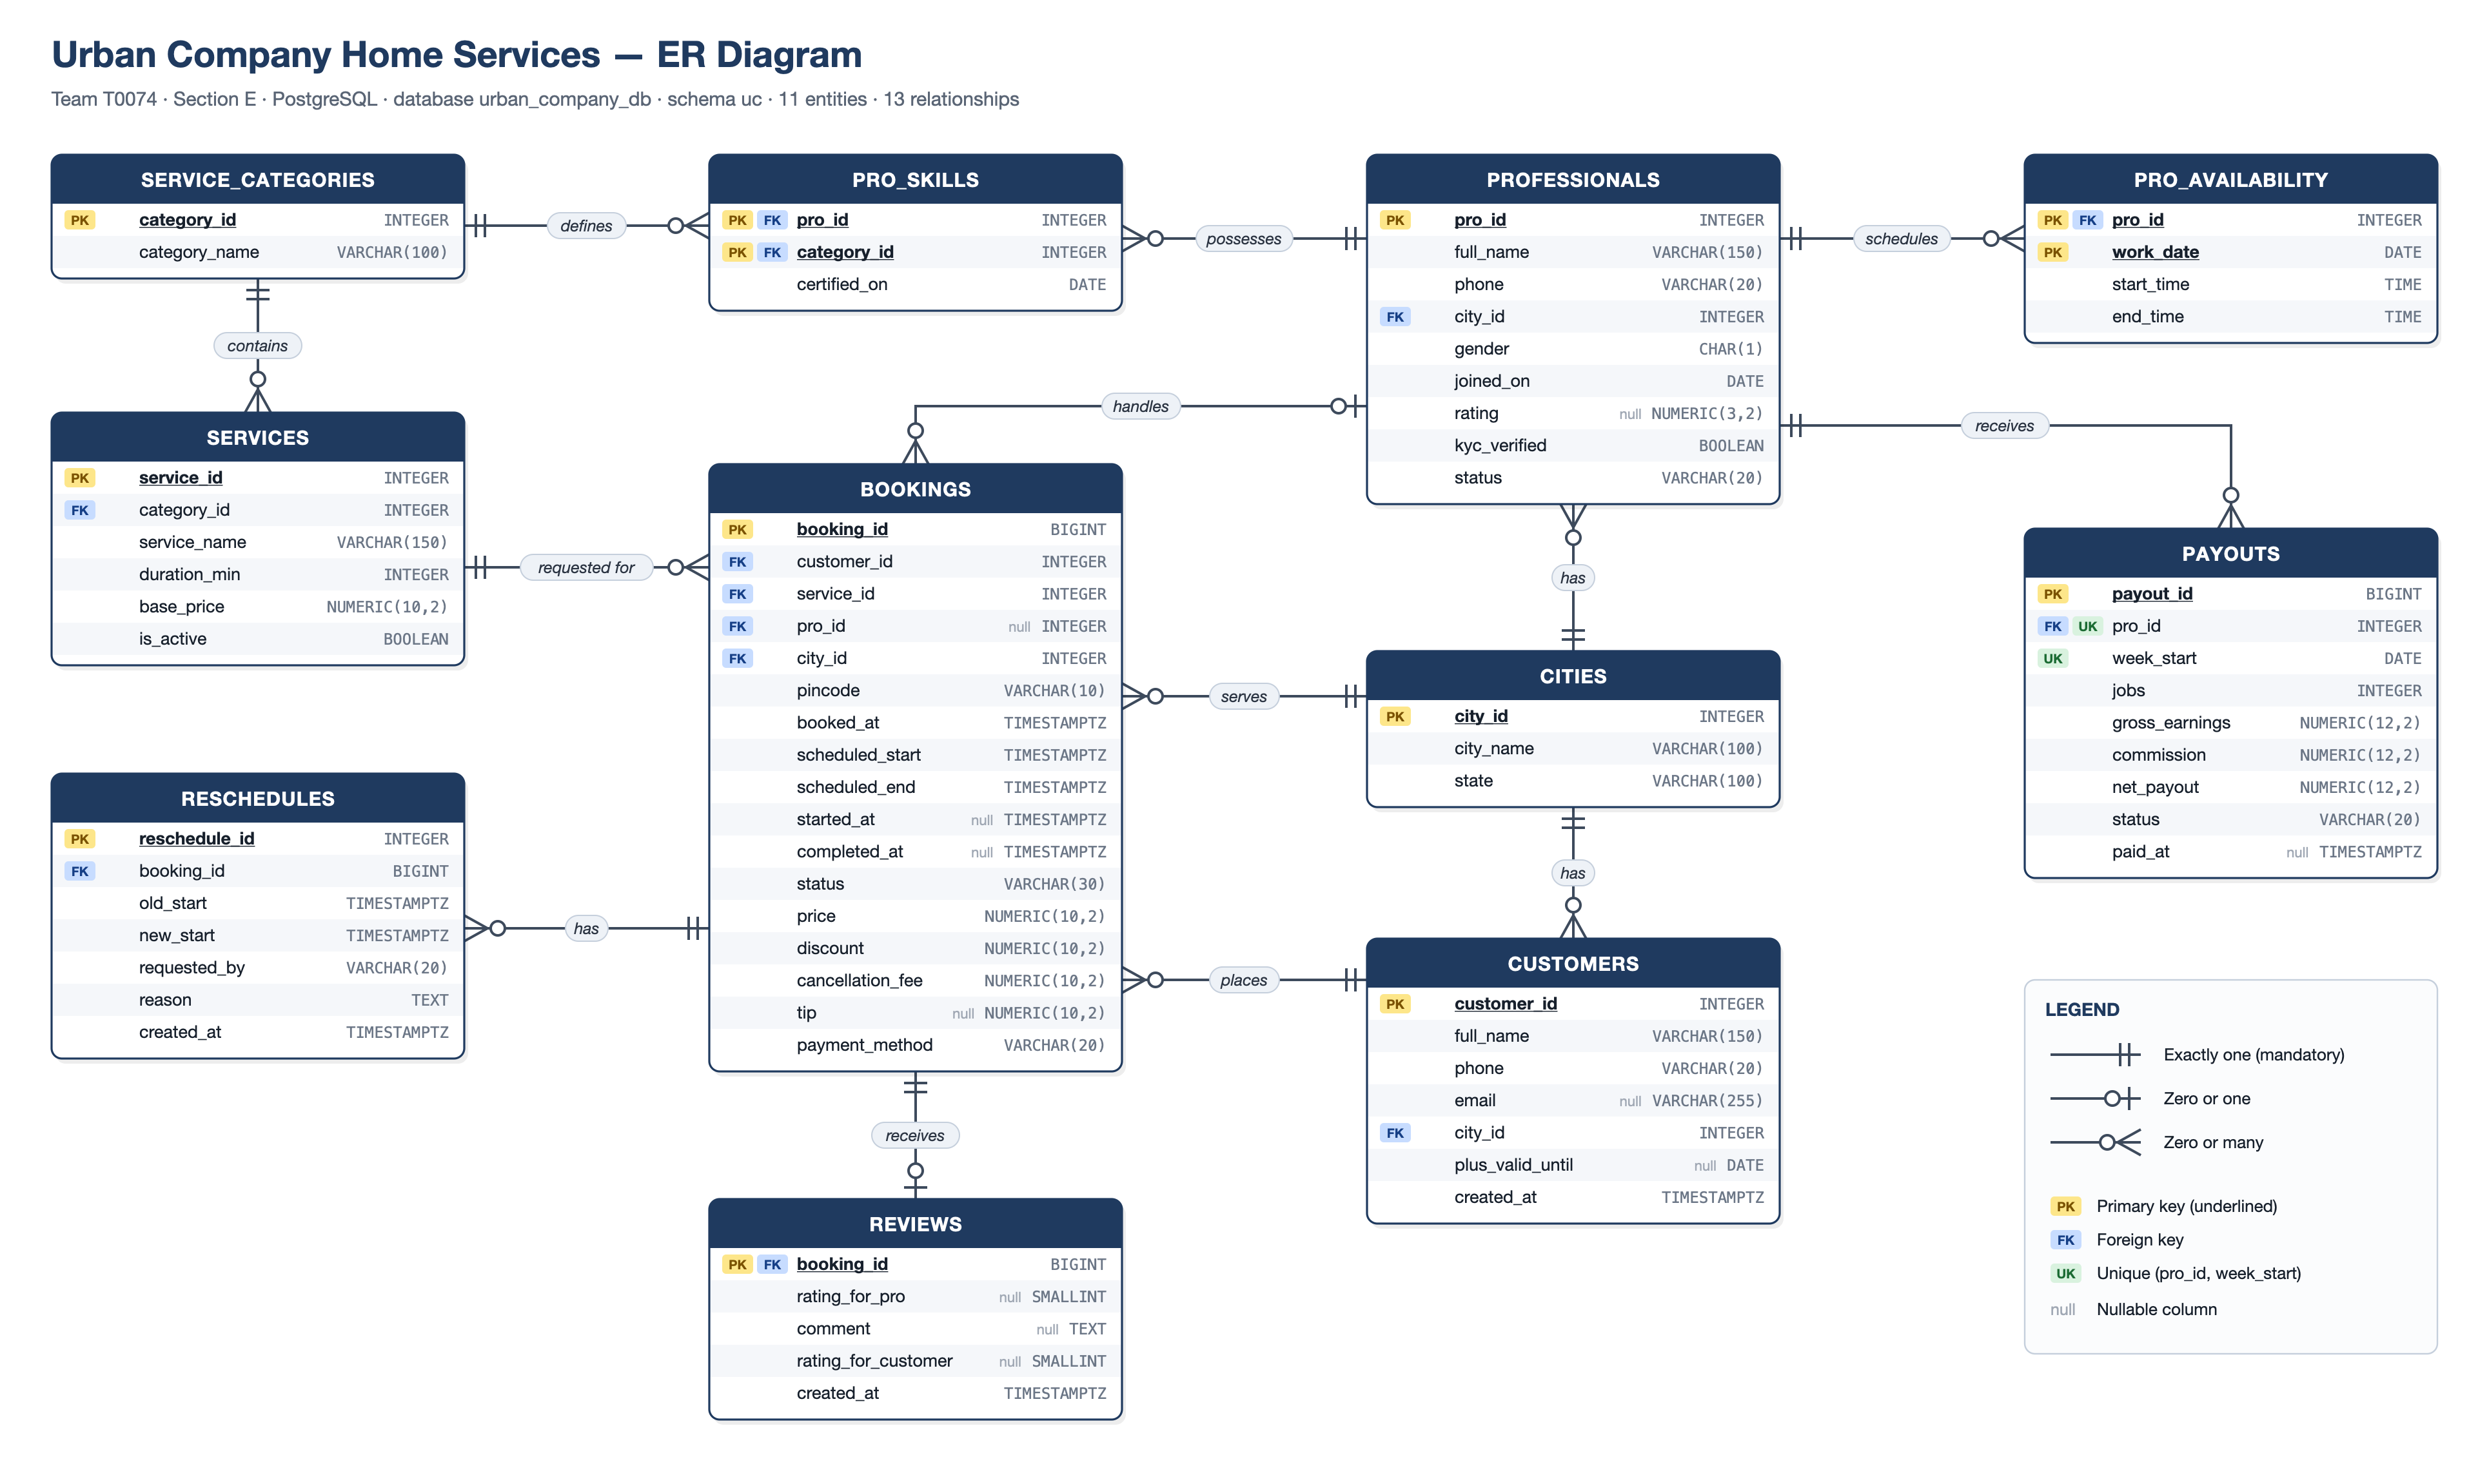 Urban Company Home Services — ER Diagram
Team T0074 · Section E · PostgreSQL · database urban_company_db · schema uc · 11 entities · 13 relationships
SERVICE_CATEGORIES
PK category_id INTEGER
category_name VARCHAR(100)
defines
PRO_SKILLS
PK FK pro_id INTEGER
PK FK category_id INTEGER
certified_on DATE
possesses
PROFESSIONALS
PK pro_id INTEGER
full_name VARCHAR(150)
phone VARCHAR(20)
FK city_id INTEGER
gender CHAR(1)
joined_on DATE
rating null NUMERIC(3,2)
kyc_verified BOOLEAN
status VARCHAR(20)
schedules
PRO_AVAILABILITY
PK FK pro_id INTEGER
PK work_date DATE
start_time TIME
end_time TIME
contains
handles
receives
SERVICES
PK service_id INTEGER
FK category_id INTEGER
service_name VARCHAR(150)
duration_min INTEGER
base_price NUMERIC(10,2)
is_active BOOLEAN
requested for
BOOKINGS
PK booking_id BIGINT
FK customer_id INTEGER
FK service_id INTEGER
FK pro_id null INTEGER
FK city_id INTEGER
pincode VARCHAR(10)
booked_at TIMESTAMPTZ
scheduled_start TIMESTAMPTZ
scheduled_end TIMESTAMPTZ
started_at null TIMESTAMPTZ
completed_at null TIMESTAMPTZ
status VARCHAR(30)
price NUMERIC(10,2)
discount NUMERIC(10,2)
cancellation_fee NUMERIC(10,2)
tip null NUMERIC(10,2)
payment_method VARCHAR(20)
has
serves
CITIES
PK city_id INTEGER
city_name VARCHAR(100)
state VARCHAR(100)
PAYOUTS
PK payout_id BIGINT
FK UK pro_id INTEGER
UK week_start DATE
jobs INTEGER
gross_earnings NUMERIC(12,2)
commission NUMERIC(12,2)
net_payout NUMERIC(12,2)
status VARCHAR(20)
paid_at null TIMESTAMPTZ
RESCHEDULES
PK reschedule_id INTEGER
FK booking_id BIGINT
old_start TIMESTAMPTZ
new_start TIMESTAMPTZ
requested_by VARCHAR(20)
reason TEXT
created_at TIMESTAMPTZ
has
has
places
CUSTOMERS
PK customer_id INTEGER
full_name VARCHAR(150)
phone VARCHAR(20)
email null VARCHAR(255)
FK city_id INTEGER
plus_valid_until null DATE
created_at TIMESTAMPTZ
receives
REVIEWS
PK FK booking_id BIGINT
rating_for_pro null SMALLINT
comment null TEXT
rating_for_customer null SMALLINT
created_at TIMESTAMPTZ
LEGEND
Exactly one (mandatory)
Zero or one
Zero or many
PK Primary key (underlined)
FK Foreign key
UK Unique (pro_id, week_start)
null Nullable column